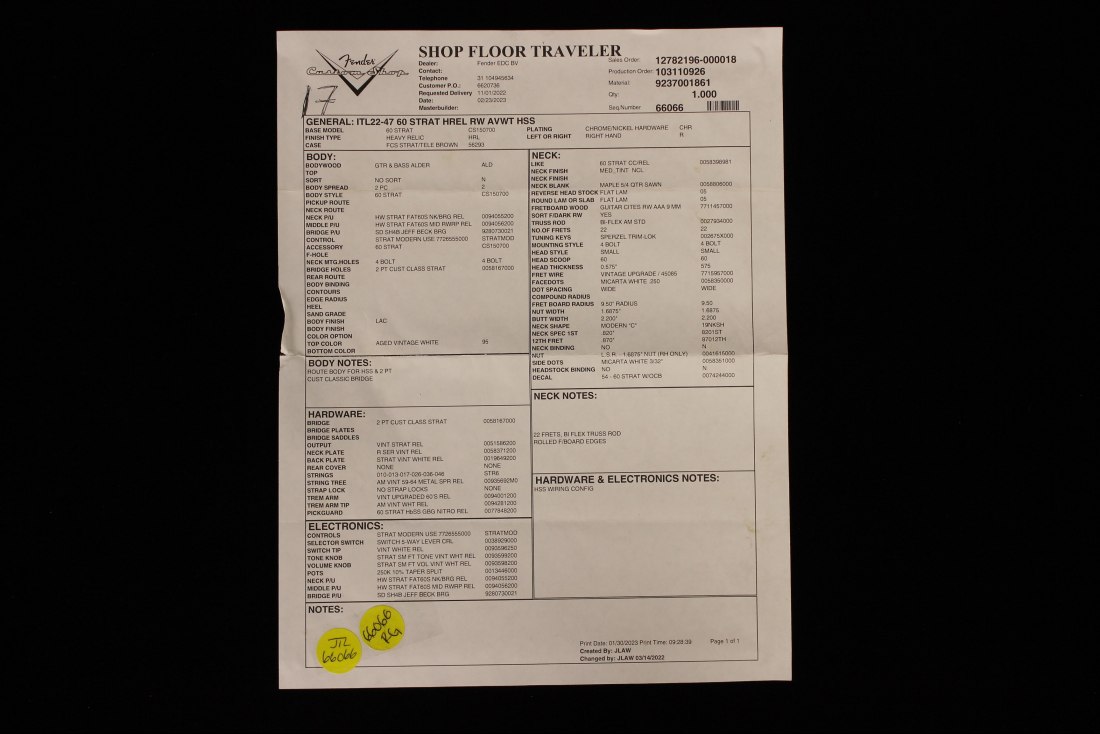 SHOP FLOOR TRAVELER
Fender
Custom Shop
17
Dealer: Fender EDC BV
Contact:
Telephone 31 104945634
Customer P.O.: 6620736
Requested Delivery 11/01/2022
Date: 02/23/2023
Masterbuilder:
Sales Order: 12782196-000018
Production Order: 103110926
Material: 9237001861
Qty: 1.000
Seq.Number: 66066
GENERAL: ITL22-47 60 STRAT HREL RW AVWT HSS
BASE MODEL 60 STRAT CS150700 PLATING CHROME/NICKEL HARDWARE CHR
FINISH TYPE HEAVY RELIC HRL LEFT OR RIGHT RIGHT HAND R
CASE FCS STRAT/TELE BROWN 56293
BODY:
BODYWOOD GTR & BASS ALDER ALD
TOP
SORT NO SORT N
BODY SPREAD 2 PC 2
BODY STYLE 60 STRAT CS150700
PICKUP ROUTE
NECK ROUTE
NECK P/U HW STRAT FAT60S NK/BRG REL 0094055200
MIDDLE P/U HW STRAT FAT60S MID RWRP REL 0094056200
BRIDGE P/U SD SH4B JEFF BECK BRG 9280730021
CONTROL STRAT MODERN USE 7726555000 STRATMOD
ACCESSORY 60 STRAT CS150700
F-HOLE
NECK MTG.HOLES 4 BOLT 4 BOLT
BRIDGE HOLES 2 PT CUST CLASS STRAT 0058167000
REAR ROUTE
BODY BINDING
CONTOURS
EDGE RADIUS
HEEL
SAND GRADE
BODY FINISH LAC
BODY FINISH
COLOR OPTION
TOP COLOR AGED VINTAGE WHITE 95
BOTTOM COLOR
BODY NOTES:
ROUTE BODY FOR HSS & 2 PT
CUST CLASSIC BRIDGE
HARDWARE:
BRIDGE 2 PT CUST CLASS STRAT 0058167000
BRIDGE PLATES
BRIDGE SADDLES
OUTPUT VINT STRAT REL 0051586200
NECK PLATE R SER VINT REL 0058371200
BACK PLATE STRAT VINT WHITE REL 0019649200
REAR COVER NONE NONE
STRINGS 010-013-017-026-036-046 STR6
STRING TREE AM VINT 59-64 METAL SPR REL 00935692M0
STRAP LOCK NO STRAP LOCKS NONE
TREM ARM VINT UPGRADED 60'S REL 0094001200
TREM ARM TIP AM VINT WHT REL 0094281200
PICKGUARD 60 STRAT HbSS GBG NITRO REL 0077848200
ELECTRONICS:
CONTROLS STRAT MODERN USE 7726555000 STRATMOD
SELECTOR SWITCH SWITCH 5-WAY LEVER CRL 0038929000
SWITCH TIP VINT WHITE REL 0093596250
TONE KNOB STRAT SM FT TONE VINT WHT REL 0093599200
VOLUME KNOB STRAT SM FT VOL VINT WHT REL 0093598200
POTS 250K 10% TAPER SPLIT 0013446000
NECK P/U HW STRAT FAT60S NK/BRG REL 0094055200
MIDDLE P/U HW STRAT FAT60S MID RWRP REL 0094056200
BRIDGE P/U SD SH4B JEFF BECK BRG 9280730021
NECK:
LIKE 60 STRAT CC/REL 0058398981
NECK FINISH MED_TINT NCL
NECK FINISH
NECK BLANK MAPLE 5/4 QTR SAWN 0058806000
REVERSE HEAD STOCK FLAT LAM 05
ROUND LAM OR SLAB FLAT LAM 05
FRETBOARD WOOD GUITAR CITES RW AAA 9 MM 7711457000
SORT F/DARK RW YES
TRUSS ROD BI-FLEX AM STD 0027934000
NO.OF FRETS 22 22
TUNING KEYS SPERZEL TRIM-LOK 002675X000
MOUNTING STYLE 4 BOLT 4 BOLT
HEAD STYLE SMALL SMALL
HEAD SCOOP 60 60
HEAD THICKNESS 0.575" 575
FRET WIRE VINTAGE UPGRADE / 45085 7715957000
FACEDOTS MICARTA WHITE .250 0058350000
DOT SPACING WIDE WIDE
COMPOUND RADIUS
FRET BOARD RADIUS 9.50" RADIUS 9.50
NUT WIDTH 1.6875" 1.6875
BUTT WIDTH 2.200" 2.200
NECK SHAPE MODERN "C" 19NKSH
NECK SPEC 1ST .820" 8201ST
12TH FRET .970" 97012TH
NECK BINDING NO N
NUT L.S.R. - 1.6875" NUT (RH ONLY) 0041615000
SIDE DOTS MICARTA WHITE 3/32" 0058351000
HEADSTOCK BINDING NO N
DECAL 54 - 60 STRAT W/OCB 0074244000
NECK NOTES:
22 FRETS, BI FLEX TRUSS ROD
ROLLED F/BOARD EDGES
HARDWARE & ELECTRONICS NOTES:
HSS WIRING CONFIG
NOTES:
JTL
66066
66066
RG
Print Date: 01/30/2023 Print Time: 09:28:39 Page 1 of 1
Created By: JLAW
Changed by: JLAW 03/14/2022